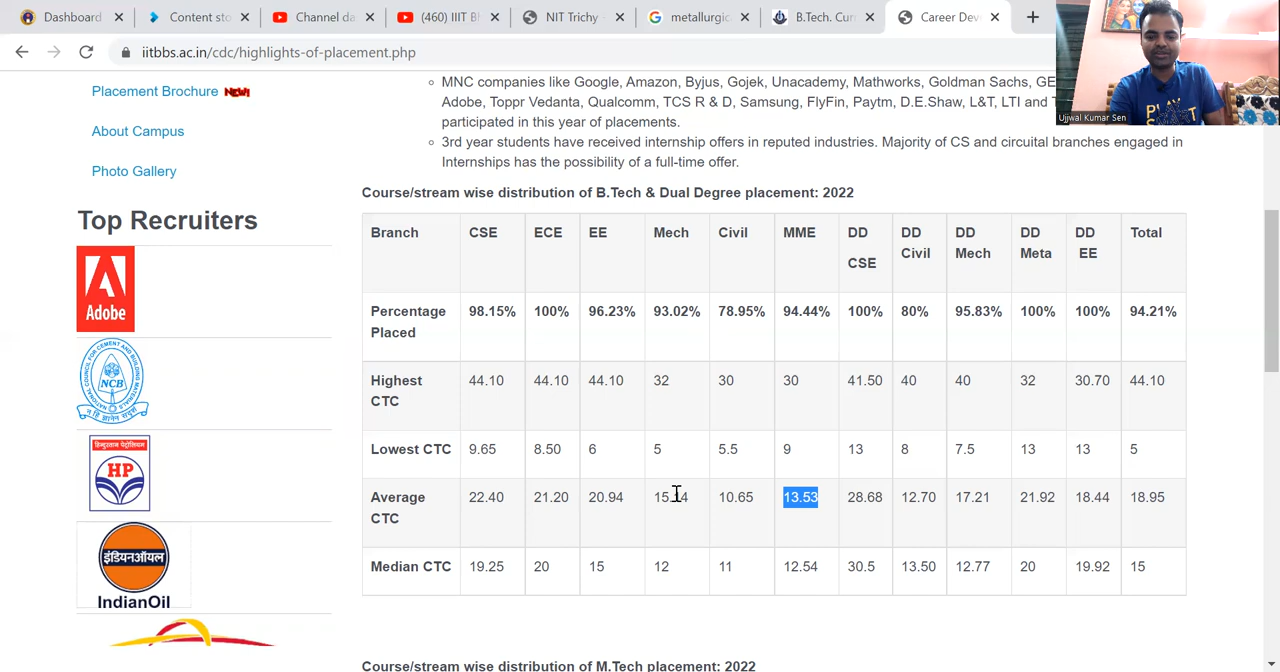 Dashboard
Content sto
Channel da
(460) IIIT Bh
NIT Trichy
metallurgic
B.Tech. Cur
Career Dev
iitbbs.ac.in/cdc/highlights-of-placement.php
Ujjwal Kumar Sen
Placement Brochure NEW!
About Campus
Photo Gallery
Top Recruiters
Adobe
NCB
HP
इंडियनऑयल
IndianOil
MNC companies like Google, Amazon, Byjus, Gojek, Unacademy, Mathworks, Goldman Sachs, GE
Adobe, Toppr Vedanta, Qualcomm, TCS R & D, Samsung, FlyFin, Paytm, D.E.Shaw, L&T, LTI and T
participated in this year of placements.
3rd year students have received internship offers in reputed industries. Majority of CS and circuital branches engaged in
Internships has the possibility of a full-time offer.
Course/stream wise distribution of B.Tech & Dual Degree placement: 2022
Branch CSE ECE EE Mech Civil MME DD CSE DD Civil DD Mech DD Meta DD EE Total
Percentage Placed 98.15% 100% 96.23% 93.02% 78.95% 94.44% 100% 80% 95.83% 100% 100% 94.21%
Highest CTC 44.10 44.10 44.10 32 30 30 41.50 40 40 32 30.70 44.10
Lowest CTC 9.65 8.50 6 5 5.5 9 13 8 7.5 13 13 5
Average CTC 22.40 21.20 20.94 10.65 13.53 28.68 12.70 17.21 21.92 18.44 18.95
Median CTC 19.25 20 15 12 11 12.54 30.5 13.50 12.77 20 19.92 15
Course/stream wise distribution of M.Tech placement: 2022